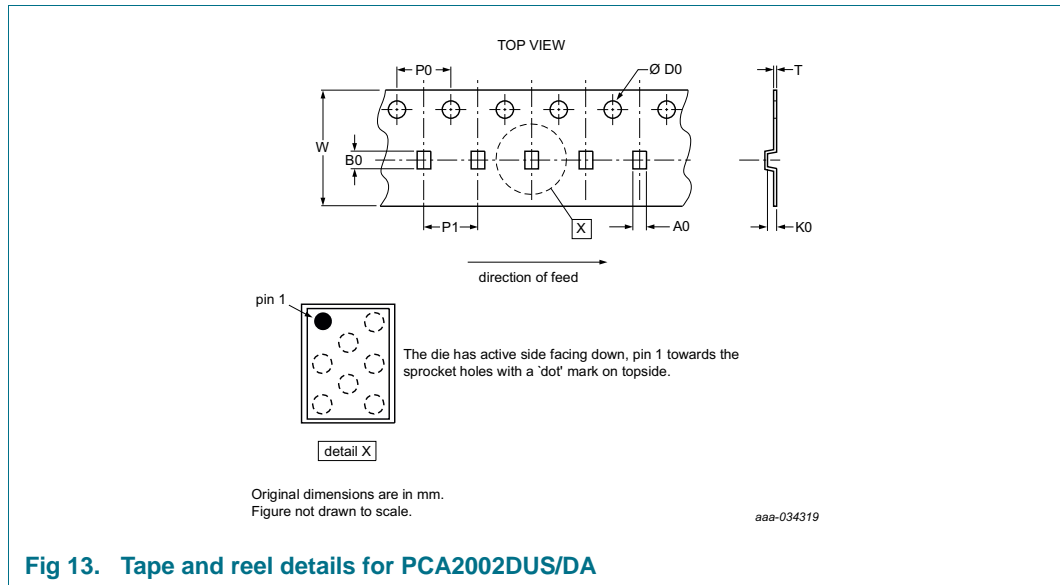 TOP VIEW
P0
Ø D0
T
W
B0
P1
X
A0
K0
direction of feed
pin 1
The die has active side facing down, pin 1 towards the
sprocket holes with a `dot' mark on topside.
detail X
Original dimensions are in mm.
Figure not drawn to scale.
aaa-034319
Fig 13. Tape and reel details for PCA2002DUS/DA